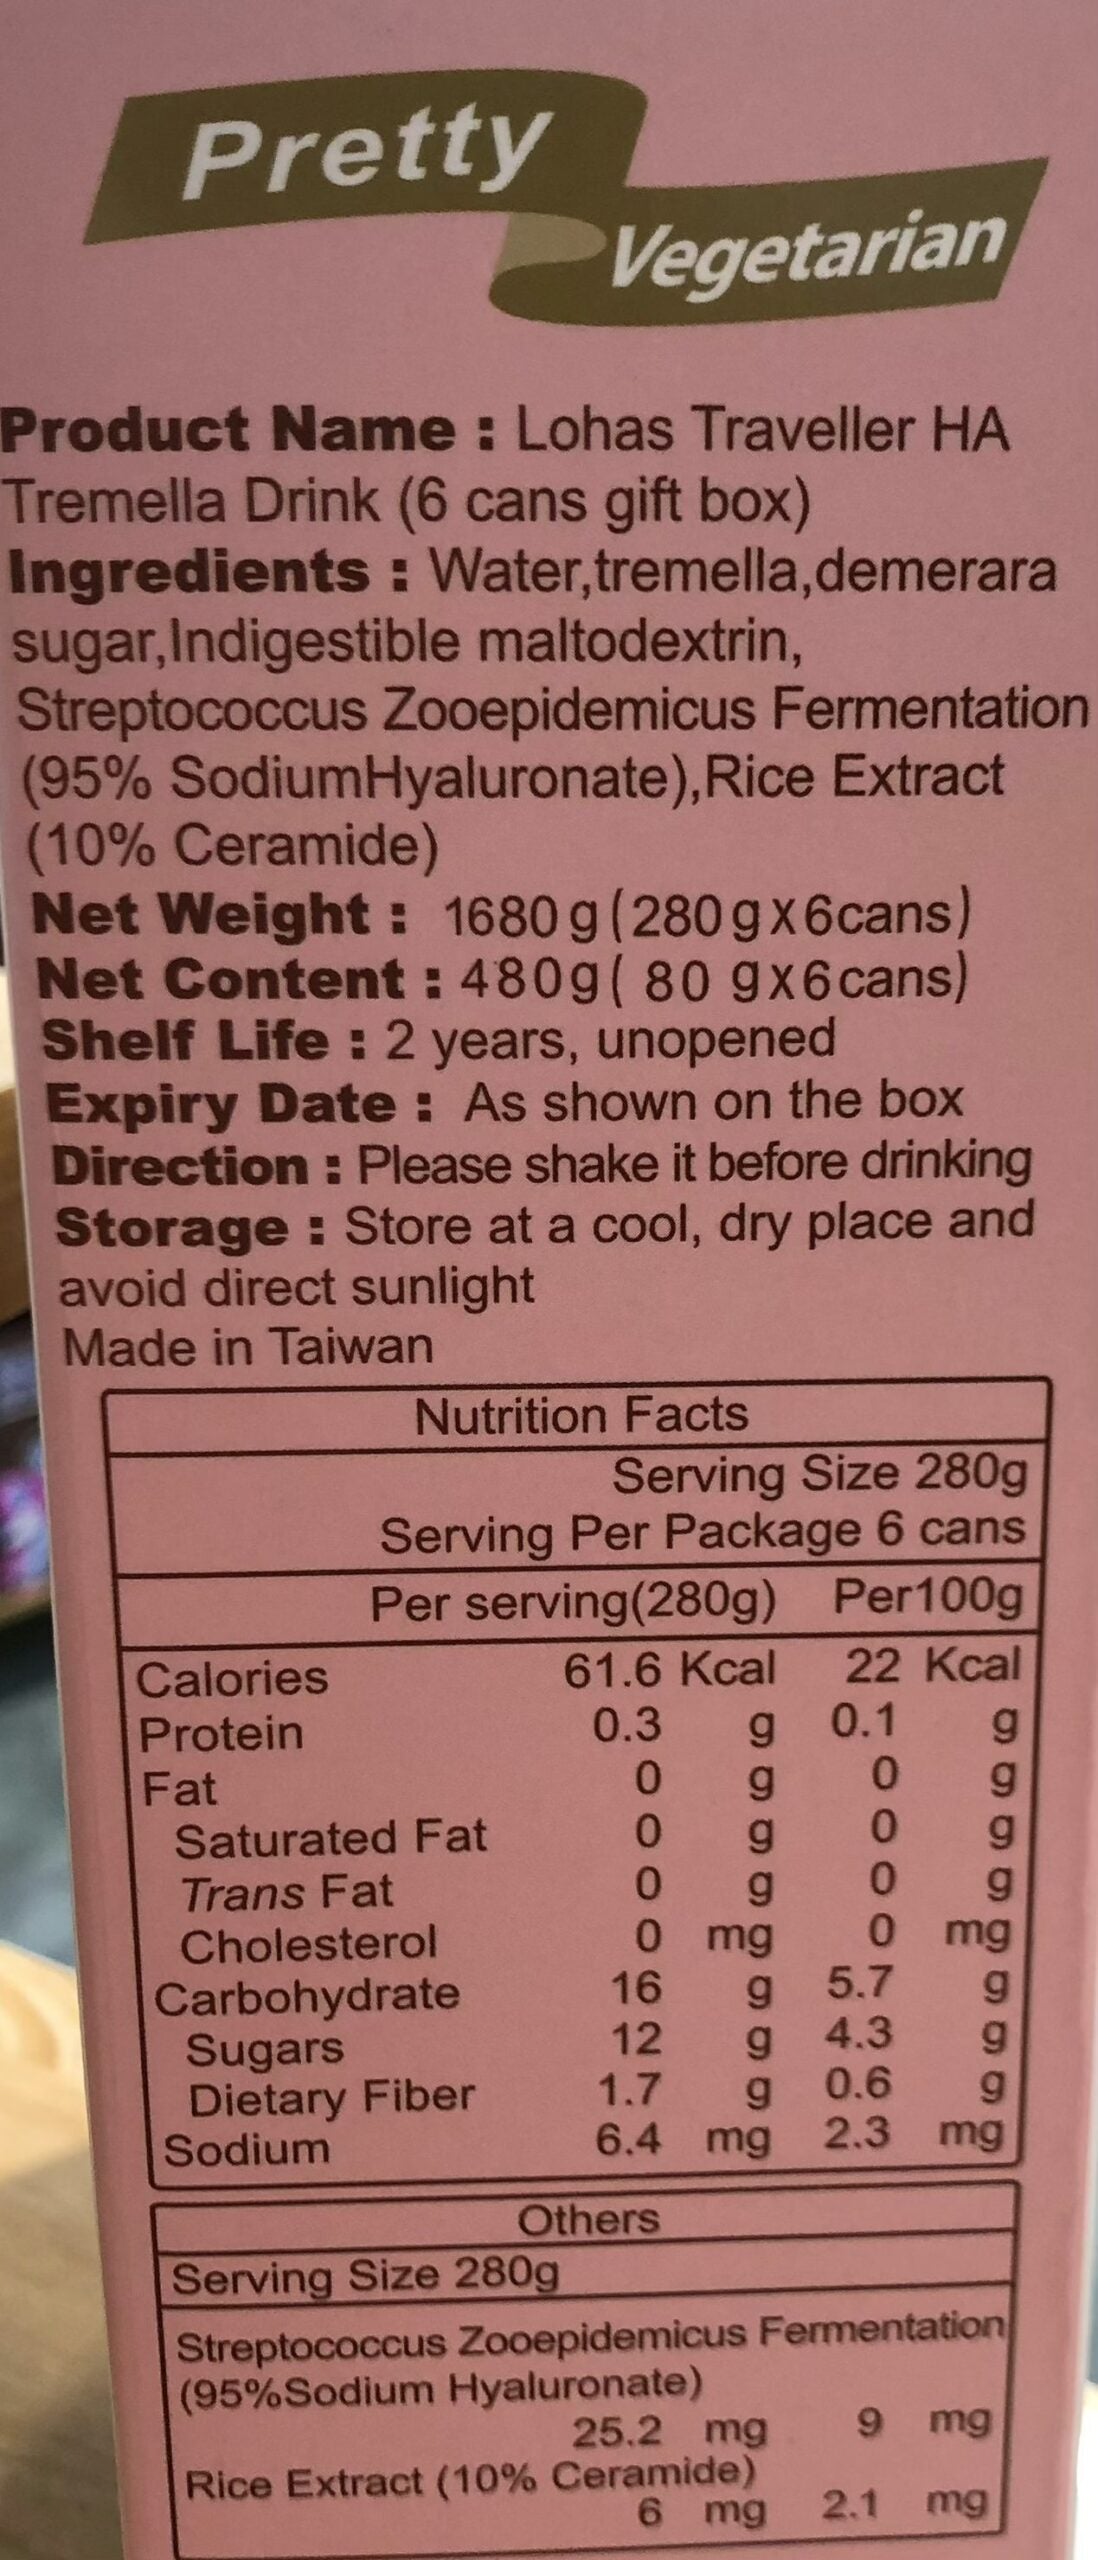 Pretty
Vegetarian
Product Name : Lohas Traveller HA
Tremella Drink (6 cans gift box)
Ingredients : Water,tremella,demerara
sugar,Indigestible maltodextrin,
Streptococcus Zooepidemicus Fermentation
(95% SodiumHyaluronate),Rice Extract
(10% Ceramide)
Net Weight : 1680g(280gx6cans)
Net Content : 480g( 80 gx6cans)
Shelf Life : 2 years, unopened
Expiry Date : As shown on the box
Direction : Please shake it before drinking
Storage : Store at a cool, dry place and
avoid direct sunlight
Made in Taiwan
Nutrition Facts
Serving Size 280g
Serving Per Package 6 cans
Per serving(280g) Per100g
Calories 61.6 Kcal 22 Kcal
Protein 0.3 g 0.1 g
Fat 0 g 0 g
Saturated Fat 0 g 0 g
Trans Fat 0 g 0 g
Cholesterol 0 mg 0 mg
Carbohydrate 16 g 5.7 g
Sugars 12 g 4.3 g
Dietary Fiber 1.7 g 0.6 g
Sodium 6.4 mg 2.3 mg
Others
Serving Size 280g
Streptococcus Zooepidemicus Fermentation
(95%Sodium Hyaluronate)
25.2 mg 9 mg
Rice Extract (10% Ceramide)
6 mg 2.1 mg